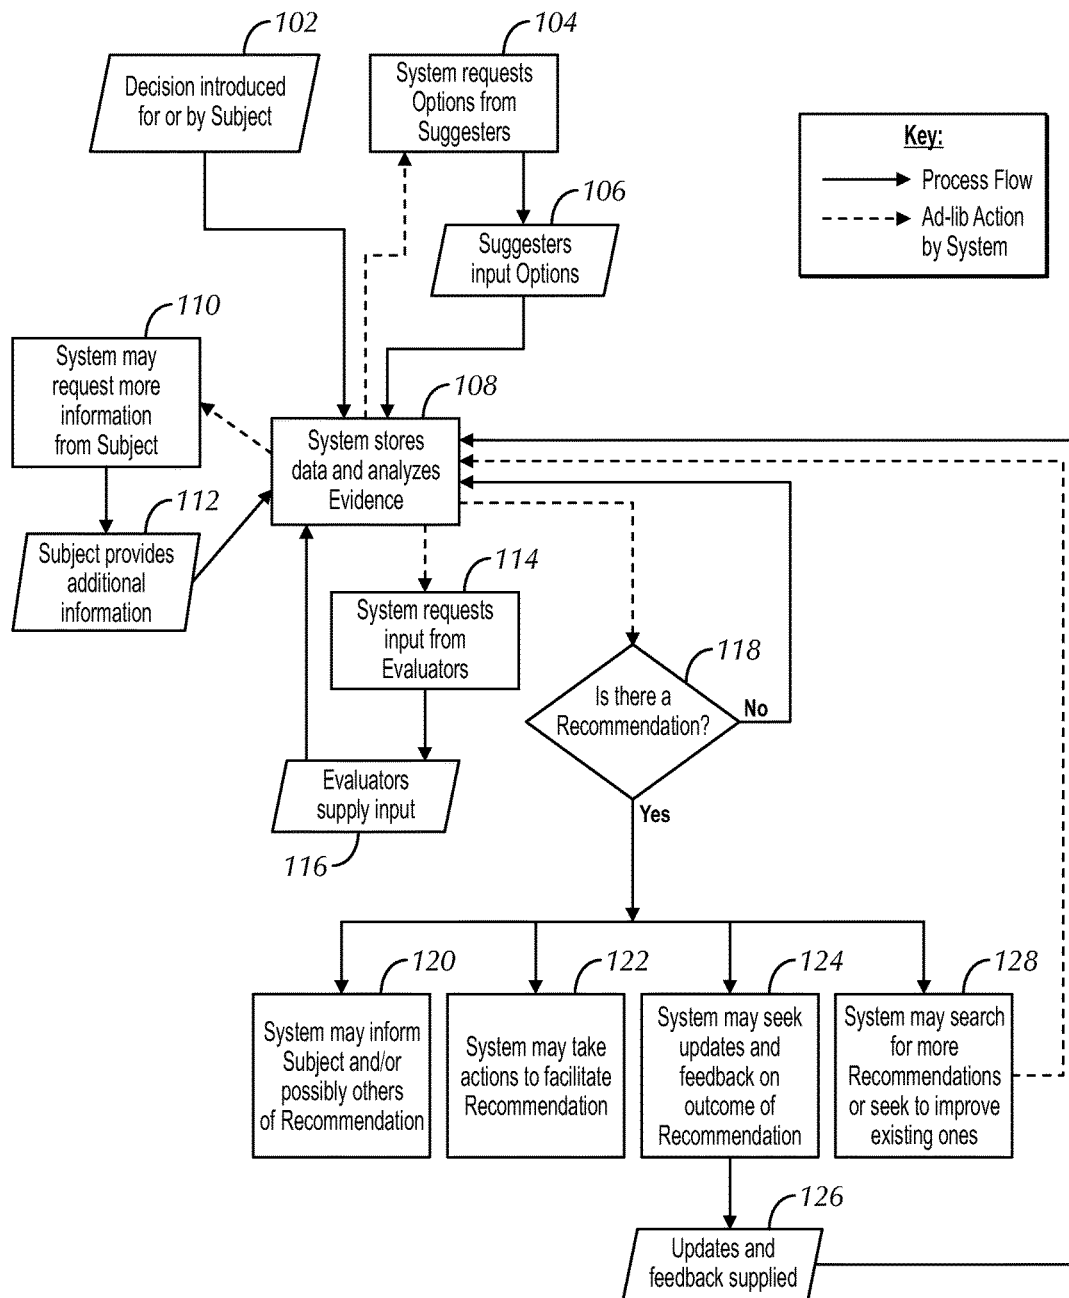 102
Decision introduced
for or by Subject
104
System requests
Options from
Suggesters
Key:
Process Flow
Ad-lib Action
by System
106
Suggesters
input Options
110
System may
request more
information
from Subject
108
System stores
data and analyzes
Evidence
112
Subject provides
additional
information
114
System requests
input from
Evaluators
118
Is there a
Recommendation?
No
Yes
Evaluators
supply input
116
120
System may inform
Subject and/or
possibly others
of Recommendation
122
System may take
actions to facilitate
Recommendation
124
System may seek
updates and
feedback on
outcome of
Recommendation
128
System may search
for more
Recommendations
or seek to improve
existing ones
126
Updates and
feedback supplied